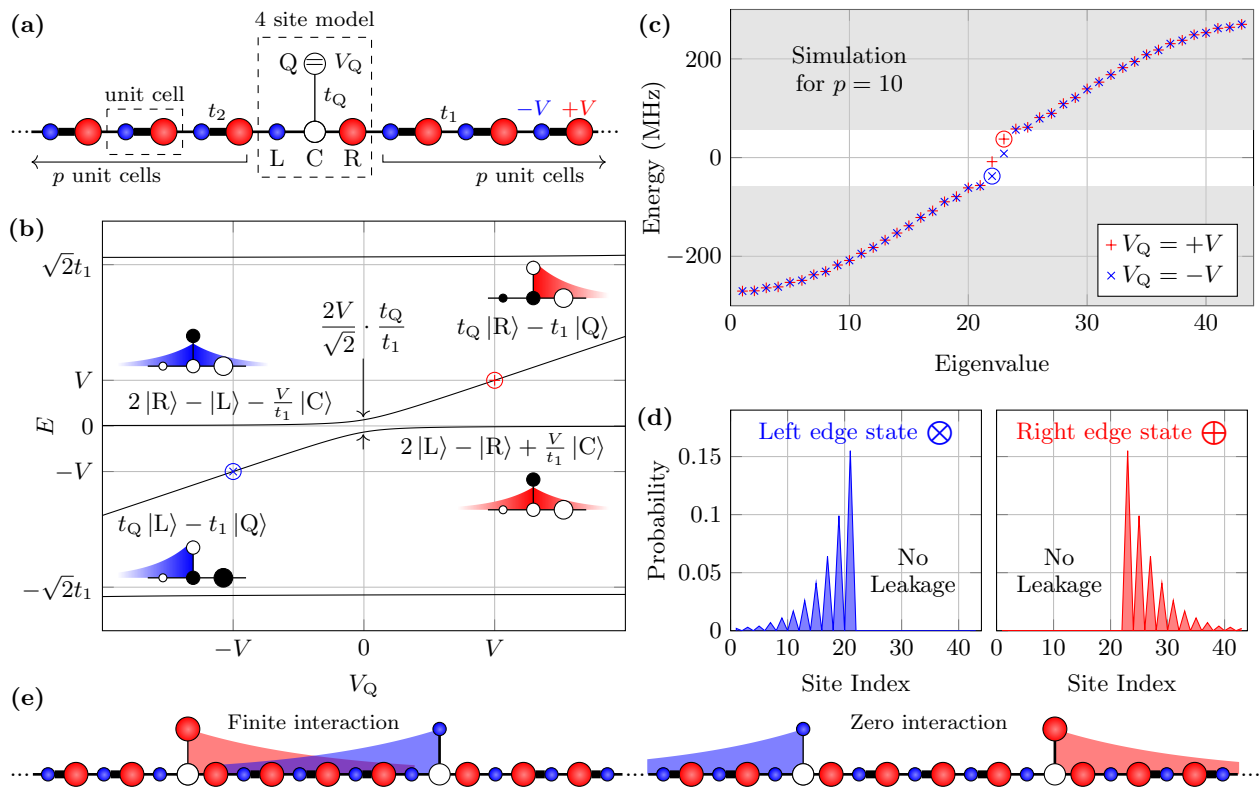 (a)
4 site model
Q
V_Q
t_Q
unit cell
t_2
t_1
−V
+V
...
...
L
C
R
p unit cells
p unit cells
(b)
√2t_1
V
0
−V
−√2t_1
E
2V/√2 · t_Q/t_1
t_Q |R⟩ − t_1 |Q⟩
2 |R⟩ − |L⟩ − V/t_1 |C⟩
2 |L⟩ − |R⟩ + V/t_1 |C⟩
t_Q |L⟩ − t_1 |Q⟩
−V
0
V
V_Q
(c)
Energy (MHz)
200
0
−200
Simulation
for p = 10
V_Q = +V
V_Q = −V
0
10
20
30
40
Eigenvalue
(d)
Probability
0.15
0.1
0.05
0
Left edge state
No
Leakage
0
10
20
30
40
Site Index
Right edge state
No
Leakage
0
10
20
30
40
Site Index
(e)
Finite interaction
Zero interaction
...
...
...
...